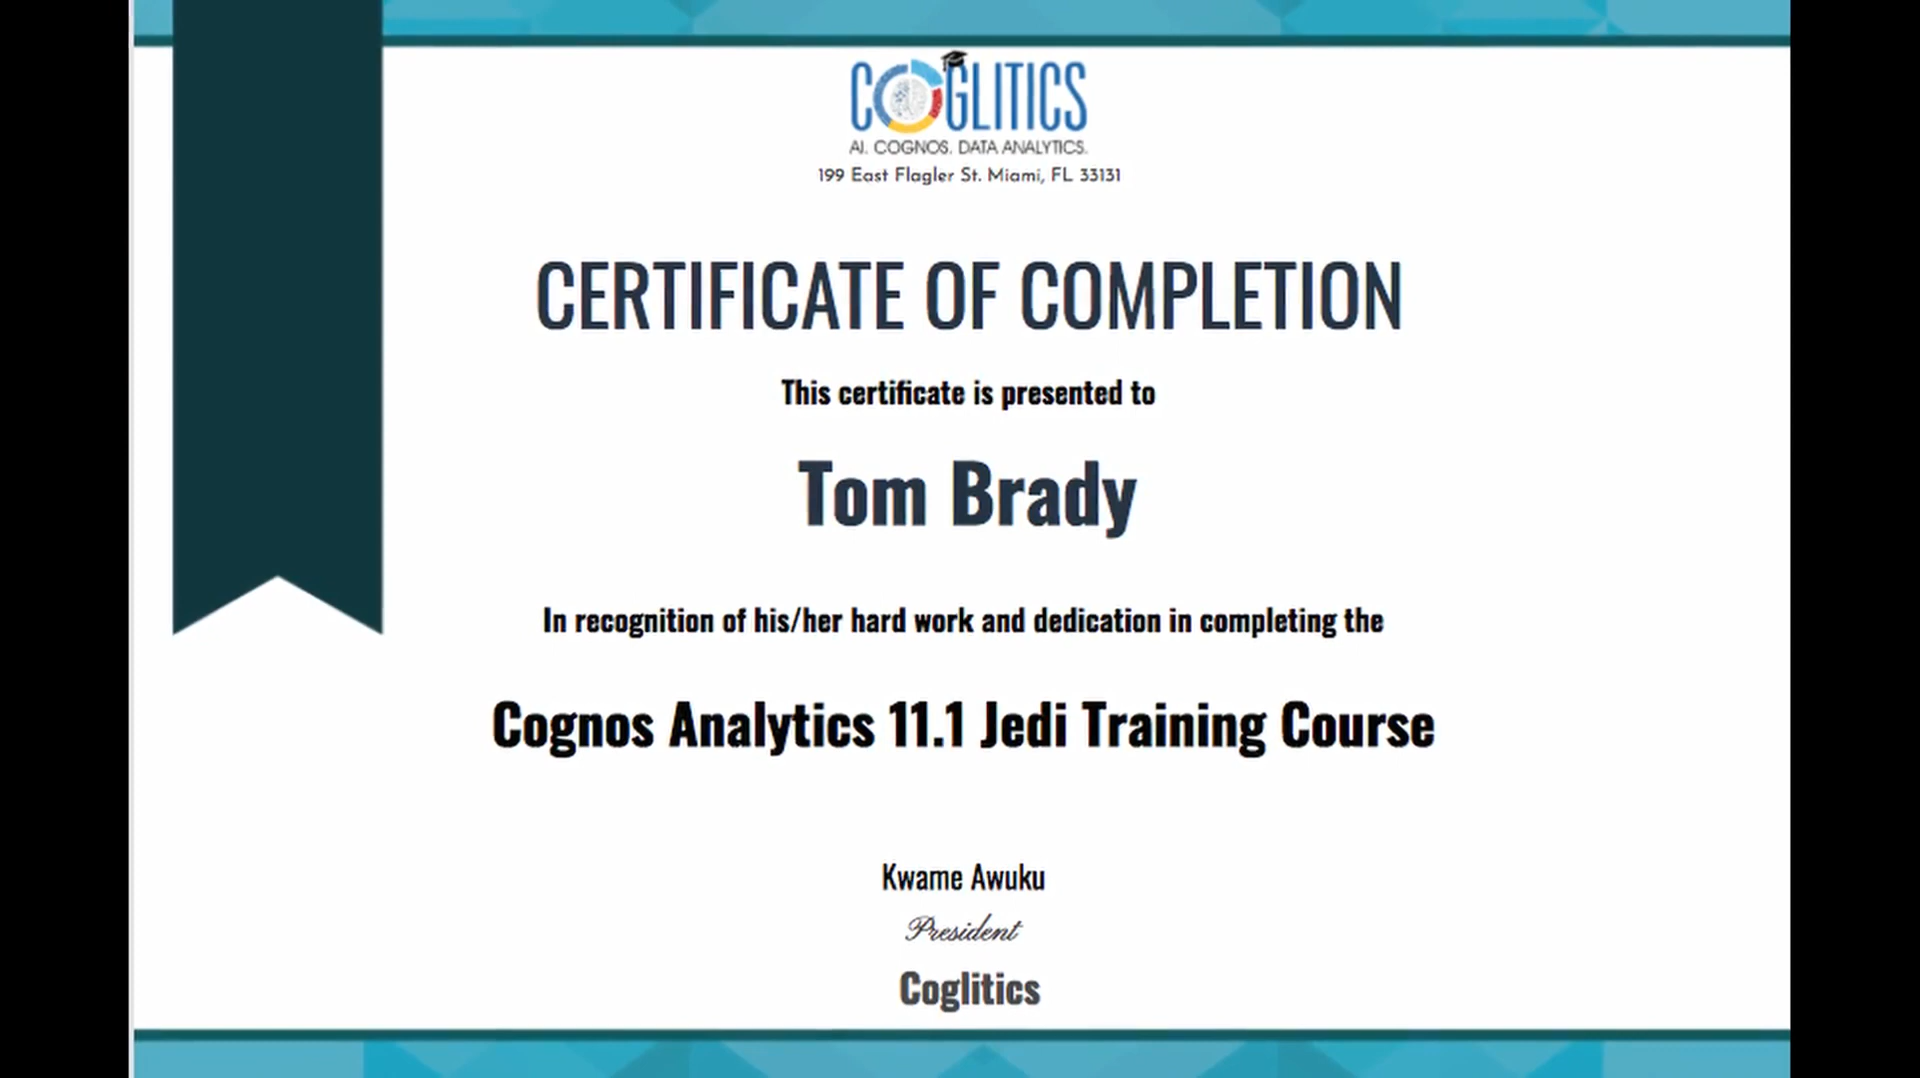 COGLITICS
AI. COGNOS. DATA ANALYTICS.
199 East Flagler St. Miami, FL 33131
CERTIFICATE OF COMPLETION
This certificate is presented to
Tom Brady
In recognition of his/her hard work and dedication in completing the
Cognos Analytics 11.1 Jedi Training Course
Kwame Awuku
President
Coglitics